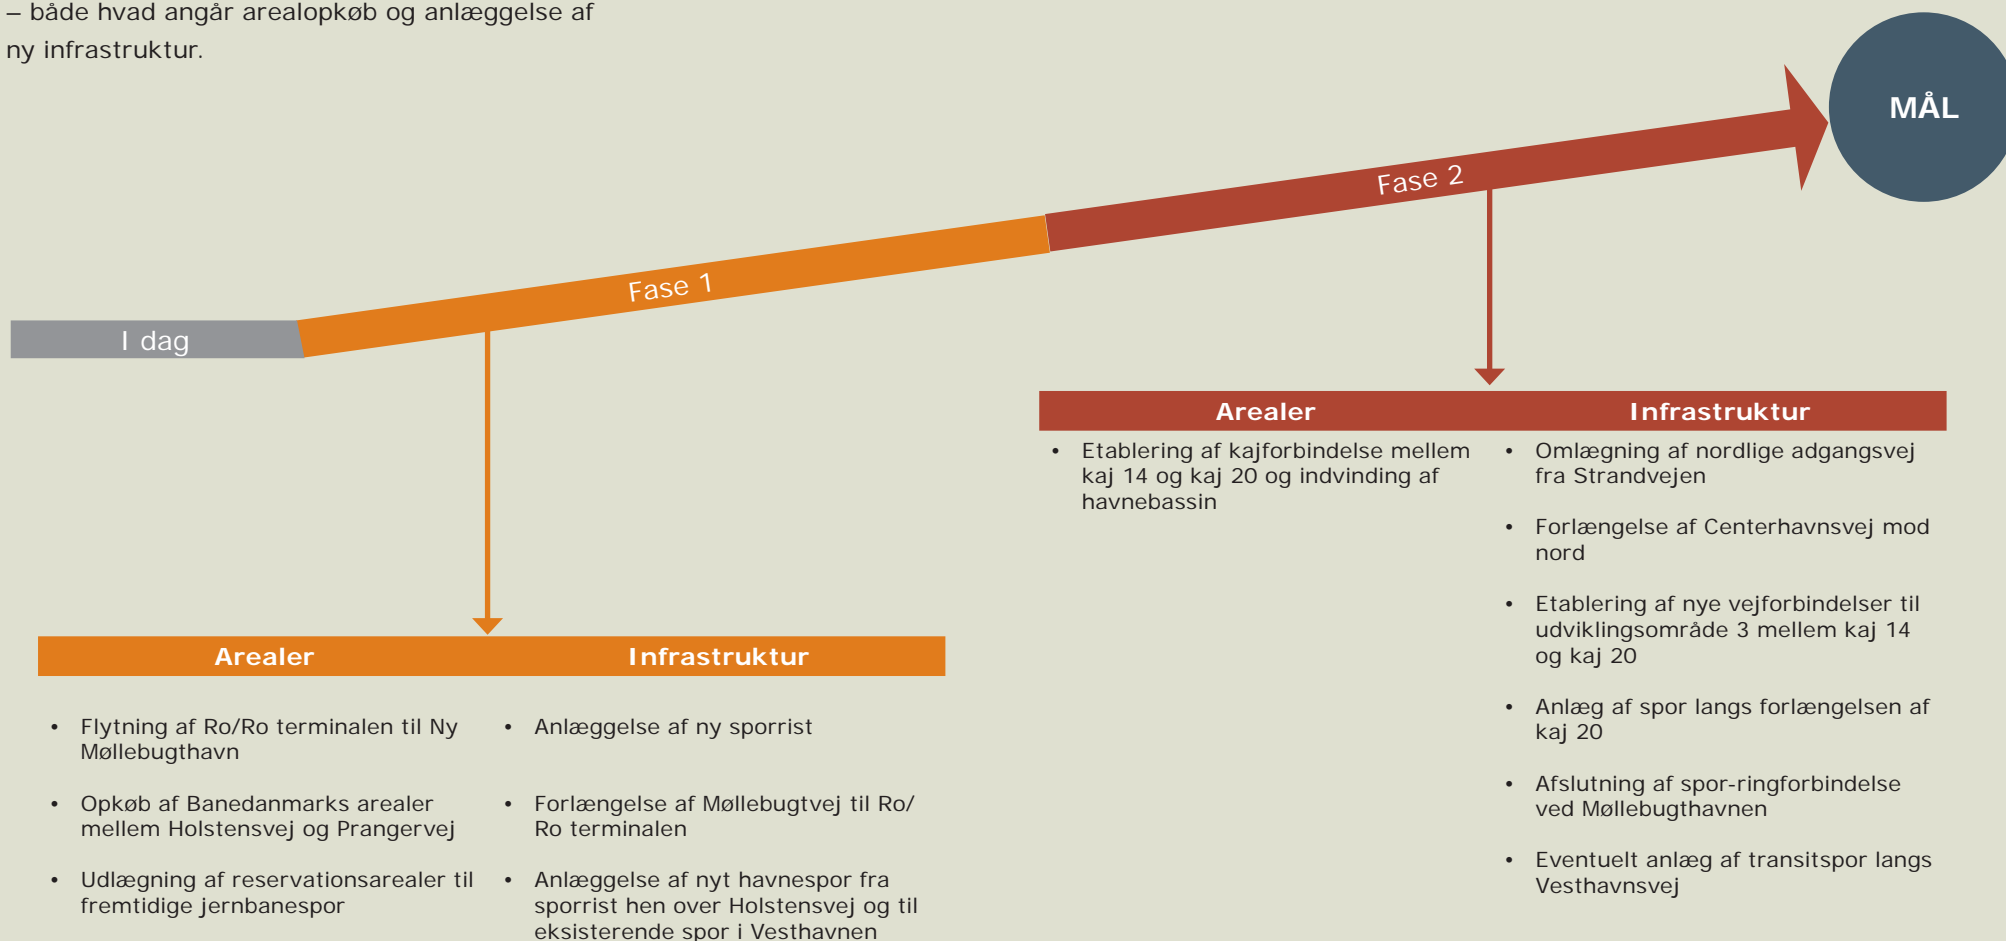 – både hvad angår arealopkøb og anlæggelse af
ny infrastruktur.
MÅL
Fase 2
Fase 1
I dag
Arealer
Infrastruktur
• Flytning af Ro/Ro terminalen til Ny
Møllebugthavn
• Opkøb af Banedanmarks arealer
mellem Holstensvej og Prangervej
• Udlægning af reservationsarealer til
fremtidige jernbanespor
• Anlæggelse af ny sporrist
• Forlængelse af Møllebugtvej til Ro/
Ro terminalen
• Anlæggelse af nyt havnespor fra
sporrist hen over Holstensvej og til
eksisterende spor i Vesthavnen
Arealer
Infrastruktur
• Etablering af kajforbindelse mellem
kaj 14 og kaj 20 og indvinding af
havnebassin
• Omlægning af nordlige adgangsvej
fra Strandvejen
• Forlængelse af Centerhavnsvej mod
nord
• Etablering af nye vejforbindelser til
udviklingsområde 3 mellem kaj 14
og kaj 20
• Anlæg af spor langs forlængelsen af
kaj 20
• Afslutning af spor-ringforbindelse
ved Møllebugthavnen
• Eventuelt anlæg af transitspor langs
Vesthavnsvej